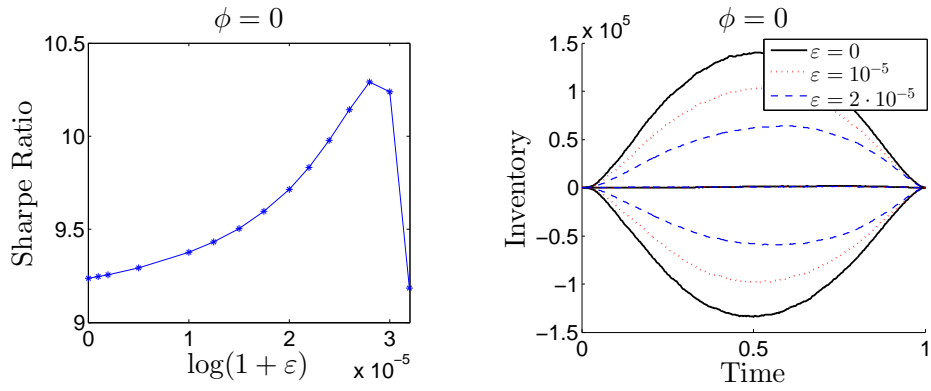 ϕ = 0
10.5
10
9.5
9
Sharpe Ratio
0 1 2 3
x 10⁻⁵
log(1 + ε)
ϕ = 0
x 10⁵
1.5
1
0.5
0
−0.5
−1
−1.5
Inventory
ε = 0
ε = 10⁻⁵
ε = 2 · 10⁻⁵
0 0.5 1
Time